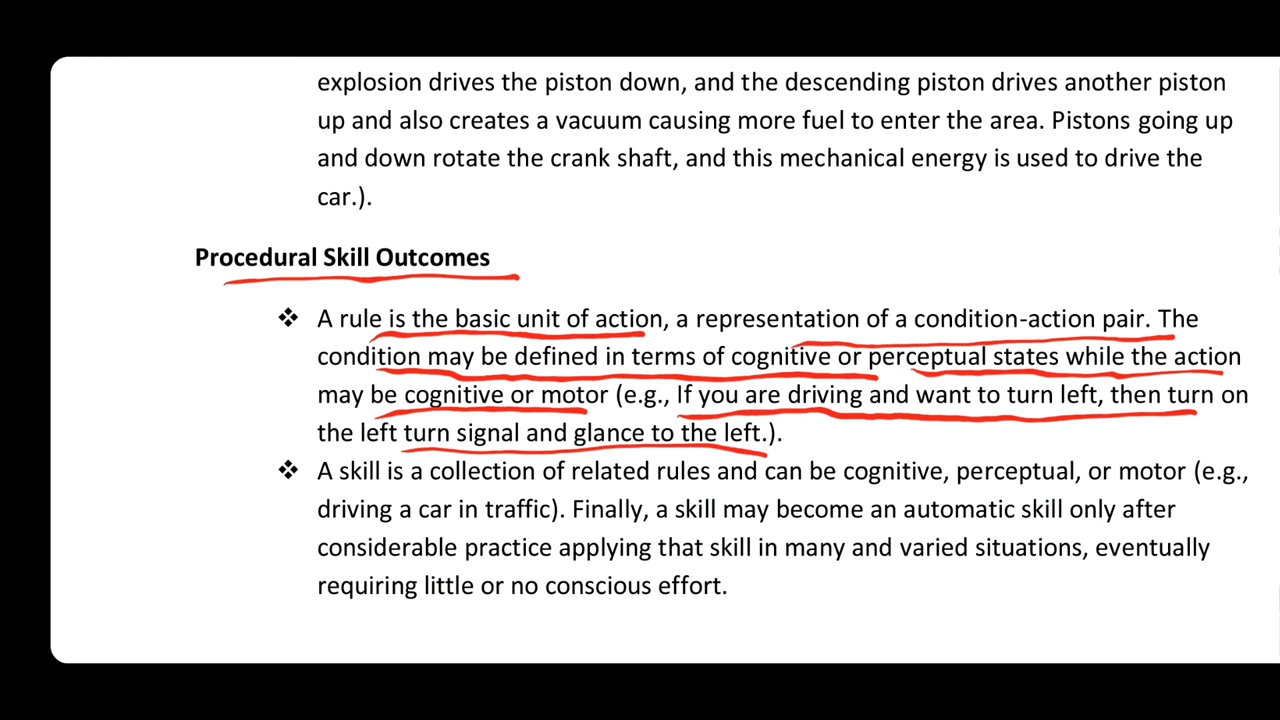 explosion drives the piston down, and the descending piston drives another piston
up and also creates a vacuum causing more fuel to enter the area. Pistons going up
and down rotate the crank shaft, and this mechanical energy is used to drive the
car.).
Procedural Skill Outcomes
❖ A rule is the basic unit of action, a representation of a condition-action pair. The
condition may be defined in terms of cognitive or perceptual states while the action
may be cognitive or motor (e.g., If you are driving and want to turn left, then turn on
the left turn signal and glance to the left.).
❖ A skill is a collection of related rules and can be cognitive, perceptual, or motor (e.g.,
driving a car in traffic). Finally, a skill may become an automatic skill only after
considerable practice applying that skill in many and varied situations, eventually
requiring little or no conscious effort.